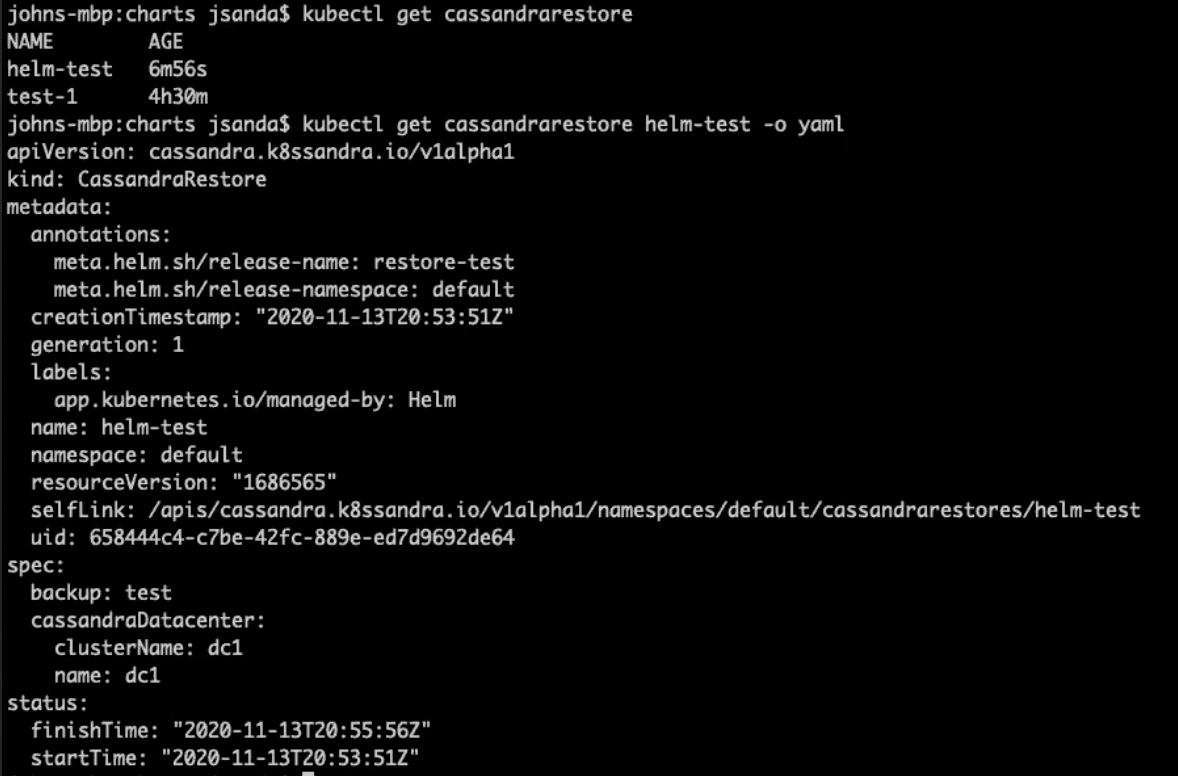 johns-mbp:charts jsanda$ kubectl get cassandrarestore
NAME        AGE
helm-test   6m56s
test-1      4h30m
johns-mbp:charts jsanda$ kubectl get cassandrarestore helm-test -o yaml
apiVersion: cassandra.k8ssandra.io/v1alpha1
kind: CassandraRestore
metadata:
  annotations:
    meta.helm.sh/release-name: restore-test
    meta.helm.sh/release-namespace: default
  creationTimestamp: "2020-11-13T20:53:51Z"
  generation: 1
  labels:
    app.kubernetes.io/managed-by: Helm
  name: helm-test
  namespace: default
  resourceVersion: "1686565"
  selfLink: /apis/cassandra.k8ssandra.io/v1alpha1/namespaces/default/cassandrarestores/helm-test
  uid: 658444c4-c7be-42fc-889e-ed7d9692de64
spec:
  backup: test
  cassandraDatacenter:
    clusterName: dc1
    name: dc1
status:
  finishTime: "2020-11-13T20:55:56Z"
  startTime: "2020-11-13T20:53:51Z"